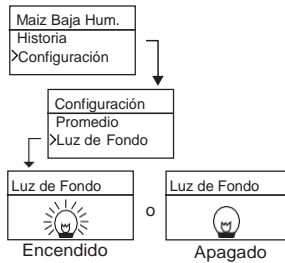 Maiz Baja Hum.
Historia
>Configuración
Configuración
Promedio
>Luz de Fondo
Luz de Fondo
o
Luz de Fondo
Encendido
Apagado